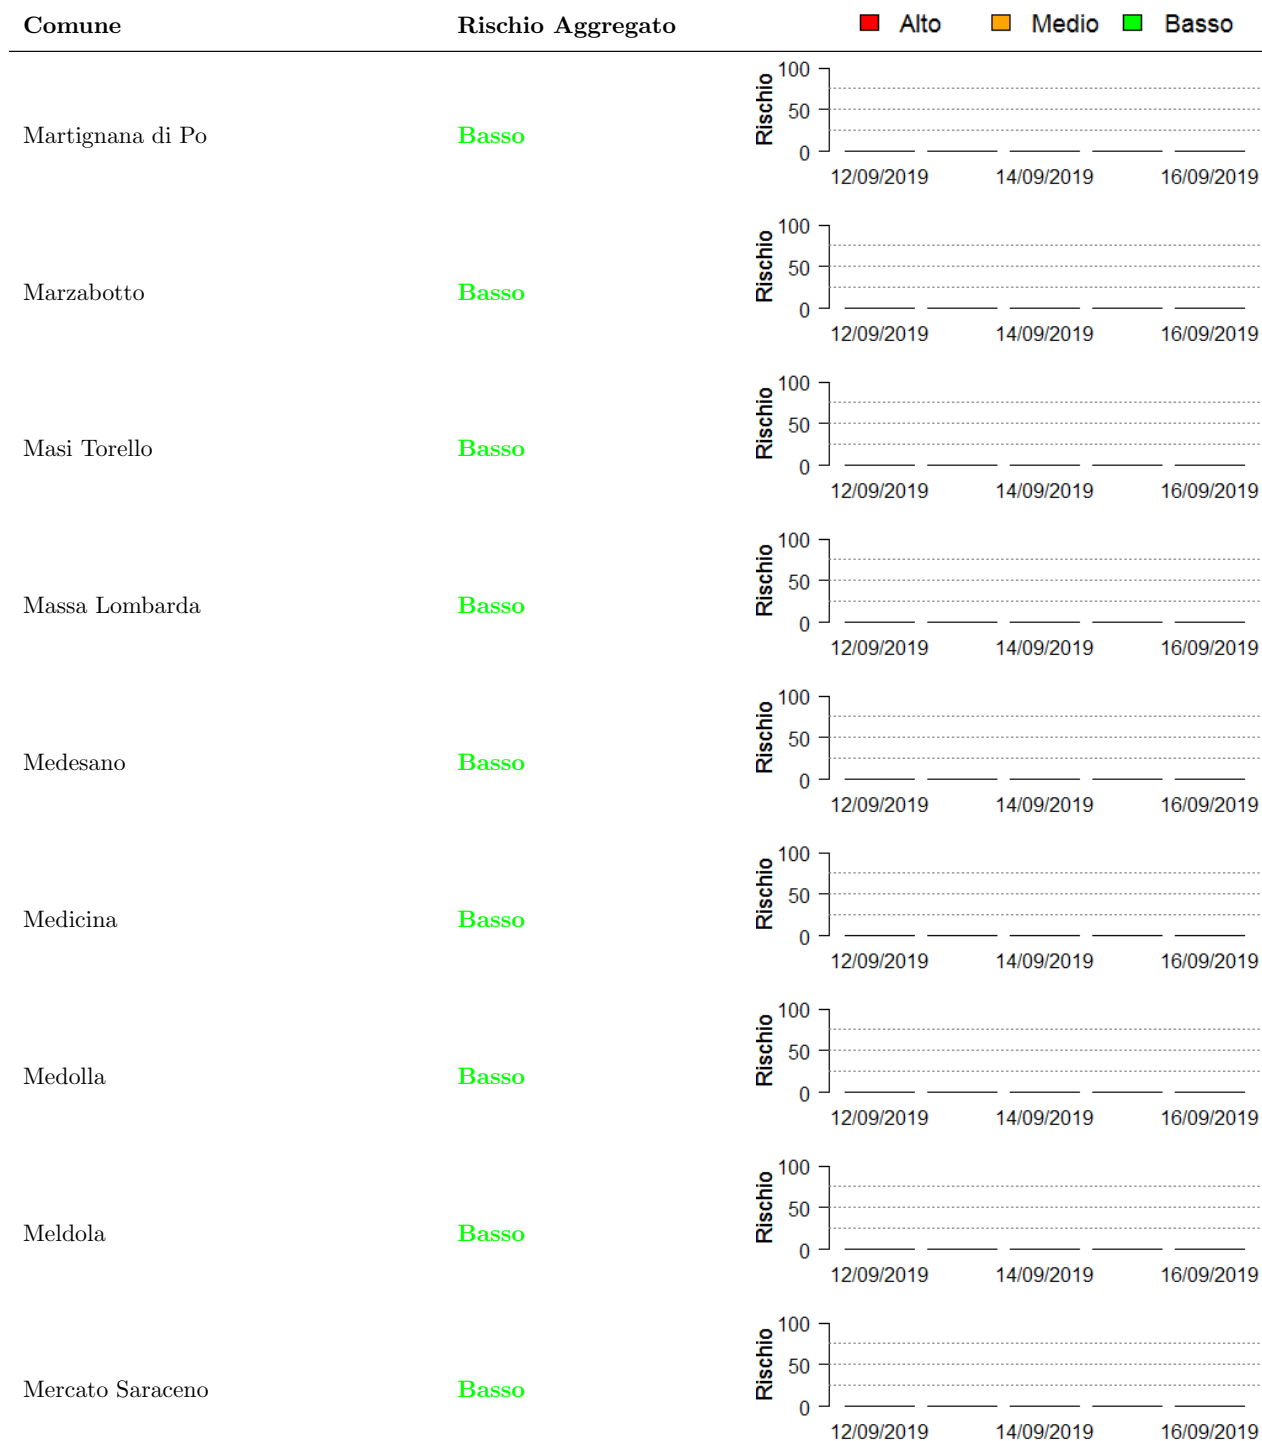 Comune Rischio Aggregato Alto Medio Basso
Martignana di Po Basso
Rischio
100
50
0
12/09/2019 14/09/2019 16/09/2019
Marzabotto Basso
Rischio
100
50
0
12/09/2019 14/09/2019 16/09/2019
Masi Torello Basso
Rischio
100
50
0
12/09/2019 14/09/2019 16/09/2019
Massa Lombarda Basso
Rischio
100
50
0
12/09/2019 14/09/2019 16/09/2019
Medesano Basso
Rischio
100
50
0
12/09/2019 14/09/2019 16/09/2019
Medicina Basso
Rischio
100
50
0
12/09/2019 14/09/2019 16/09/2019
Medolla Basso
Rischio
100
50
0
12/09/2019 14/09/2019 16/09/2019
Meldola Basso
Rischio
100
50
0
12/09/2019 14/09/2019 16/09/2019
Mercato Saraceno Basso
Rischio
100
50
0
12/09/2019 14/09/2019 16/09/2019